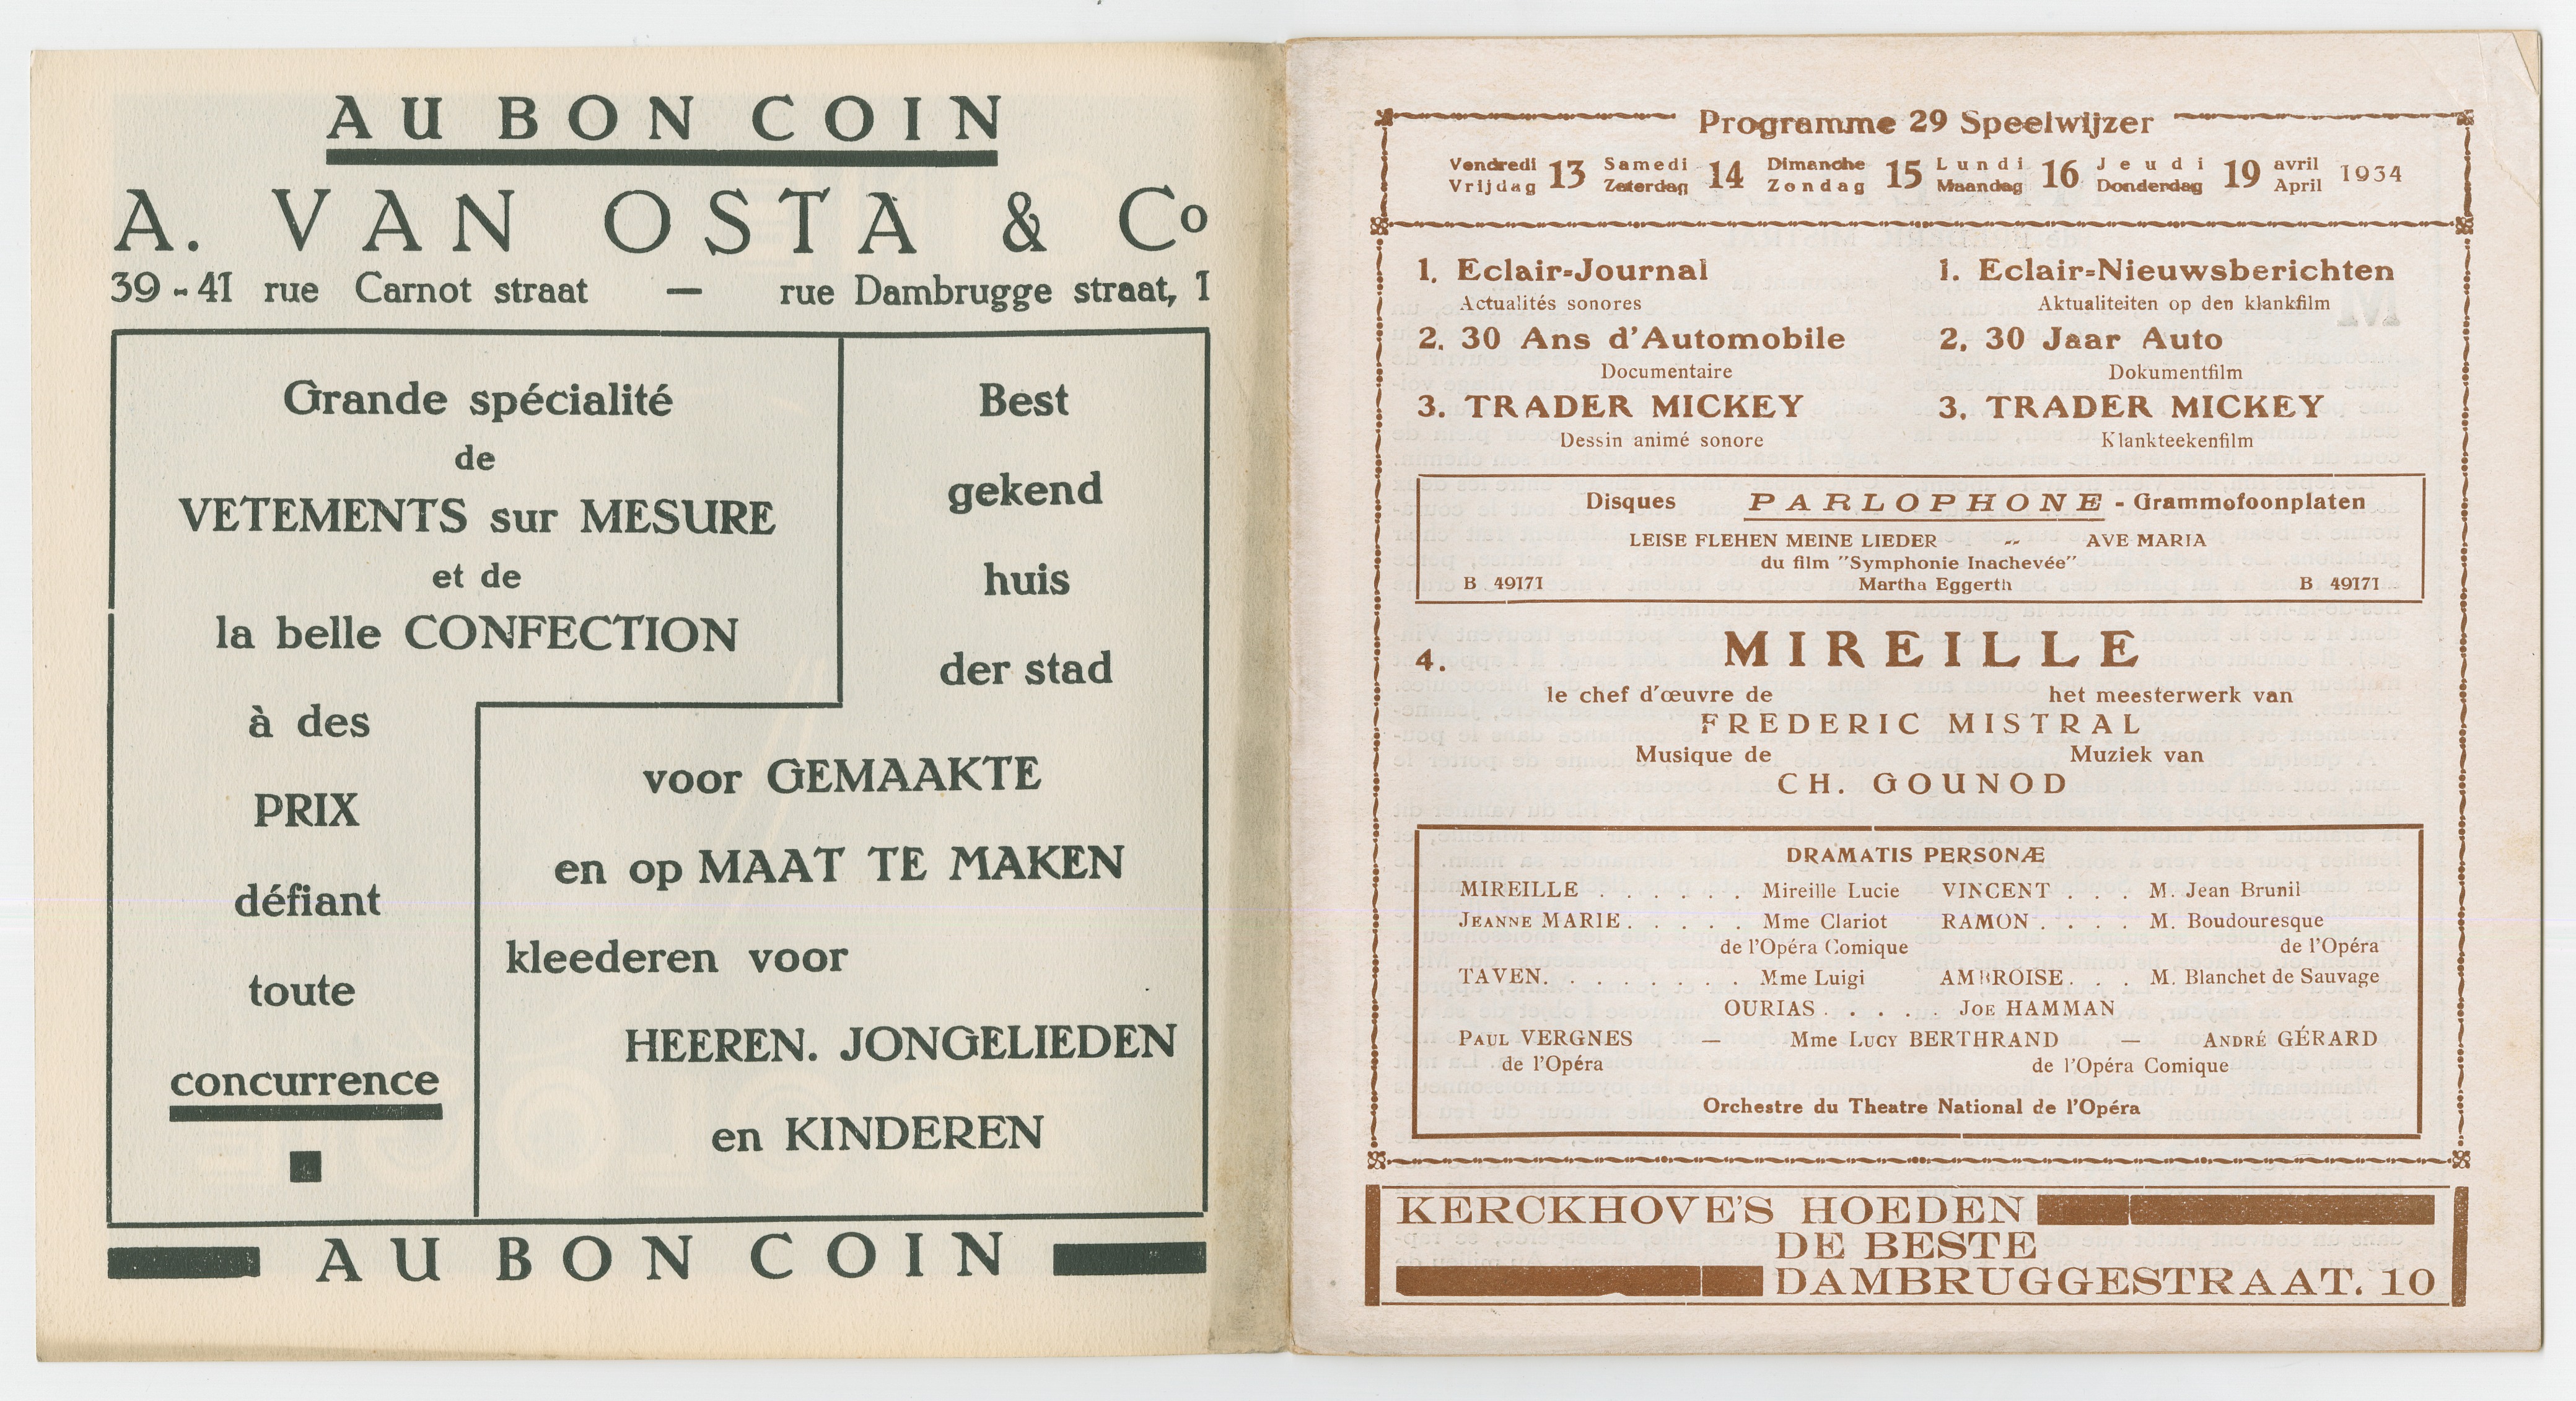 AU BON COIN
A. VAN OSTA & Co
39-41 rue Carnot straat — rue Dambrugge straat, 1
Grande spécialité
de
VETEMENTS sur MESURE
et de
la belle CONFECTION
à des
PRIX
défiant
toute
concurrence
Best
gekend
huis
der stad
voor GEMAAKTE
en op MAAT TE MAKEN
kleederen voor
HEEREN. JONGELIEDEN
en KINDEREN
AU BON COIN
Programme 29 Speelwijzer
Vendredi 13 Samedi 14 Dimanche 15 Lundi 16 Jeudi 19 avril 1934
Vrijdag Zaterdag Zondag Maandag Donderdag April
1. Eclair=Journal
Actualités sonores
2. 30 Ans d'Automobile
Documentaire
3. TRADER MICKEY
Dessin animé sonore
1. Eclair=Nieuwsberichten
Aktualiteiten op den klankfilm
2. 30 Jaar Auto
Dokumentfilm
3. TRADER MICKEY
Klankteekenfilm
Disques PARLOPHONE - Grammofoonplaten
LEISE FLEHEN MEINE LIEDER -- AVE MARIA
du film "Symphonie Inachevée"
B 49171 Martha Eggerth B 49171
4. MIREILLE
le chef d'œuvre de het meesterwerk van
FREDERIC MISTRAL
Musique de Muziek van
CH. GOUNOD
DRAMATIS PERSONÆ
MIREILLE . . . . . . Mireille Lucie VINCENT . . . M. Jean Brunil
JEANNE MARIE . . . . . Mme Clariot RAMON . . . . M. Boudouresque
de l'Opéra Comique de l'Opéra
TAVEN. . . . . . . . Mme Luigi AMBROISE. . . M. Blanchet de Sauvage
OURIAS . . . . . JOE HAMMAN
PAUL VERGNES — Mme LUCY BERTHRAND — ANDRÉ GÉRARD
de l'Opéra de l'Opéra Comique
Orchestre du Theatre National de l'Opéra
KERCKHOVE'S HOEDEN
DE BESTE
DAMBRUGGESTRAAT. 10